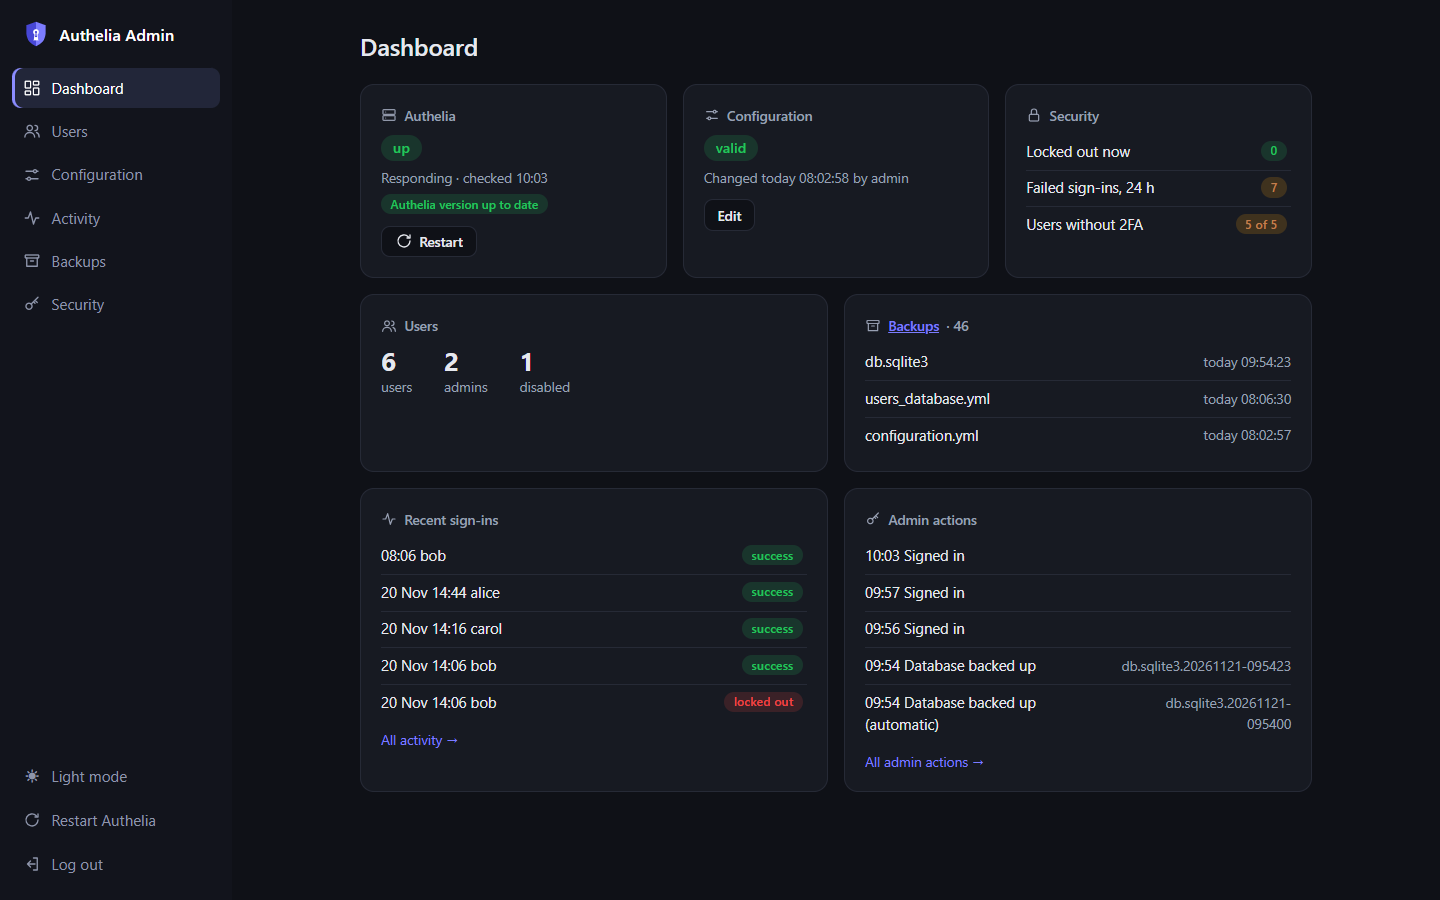 Authelia Admin
Dashboard
Users
Configuration
Activity
Backups
Security
Light mode
Restart Authelia
Log out
Dashboard
Authelia
up
Responding · checked 10:03
Authelia version up to date
Restart
Configuration
valid
Changed today 08:02:58 by admin
Edit
Security
Locked out now 0
Failed sign-ins, 24 h 7
Users without 2FA 5 of 5
Users
6 2 1
users admins disabled
Backups · 46
db.sqlite3 today 09:54:23
users_database.yml today 08:06:30
configuration.yml today 08:02:57
Recent sign-ins
08:06 bob success
20 Nov 14:44 alice success
20 Nov 14:16 carol success
20 Nov 14:06 bob success
20 Nov 14:06 bob locked out
All activity →
Admin actions
10:03 Signed in
09:57 Signed in
09:56 Signed in
09:54 Database backed up db.sqlite3.20261121-095423
09:54 Database backed up db.sqlite3.20261121-
(automatic) 095400
All admin actions →